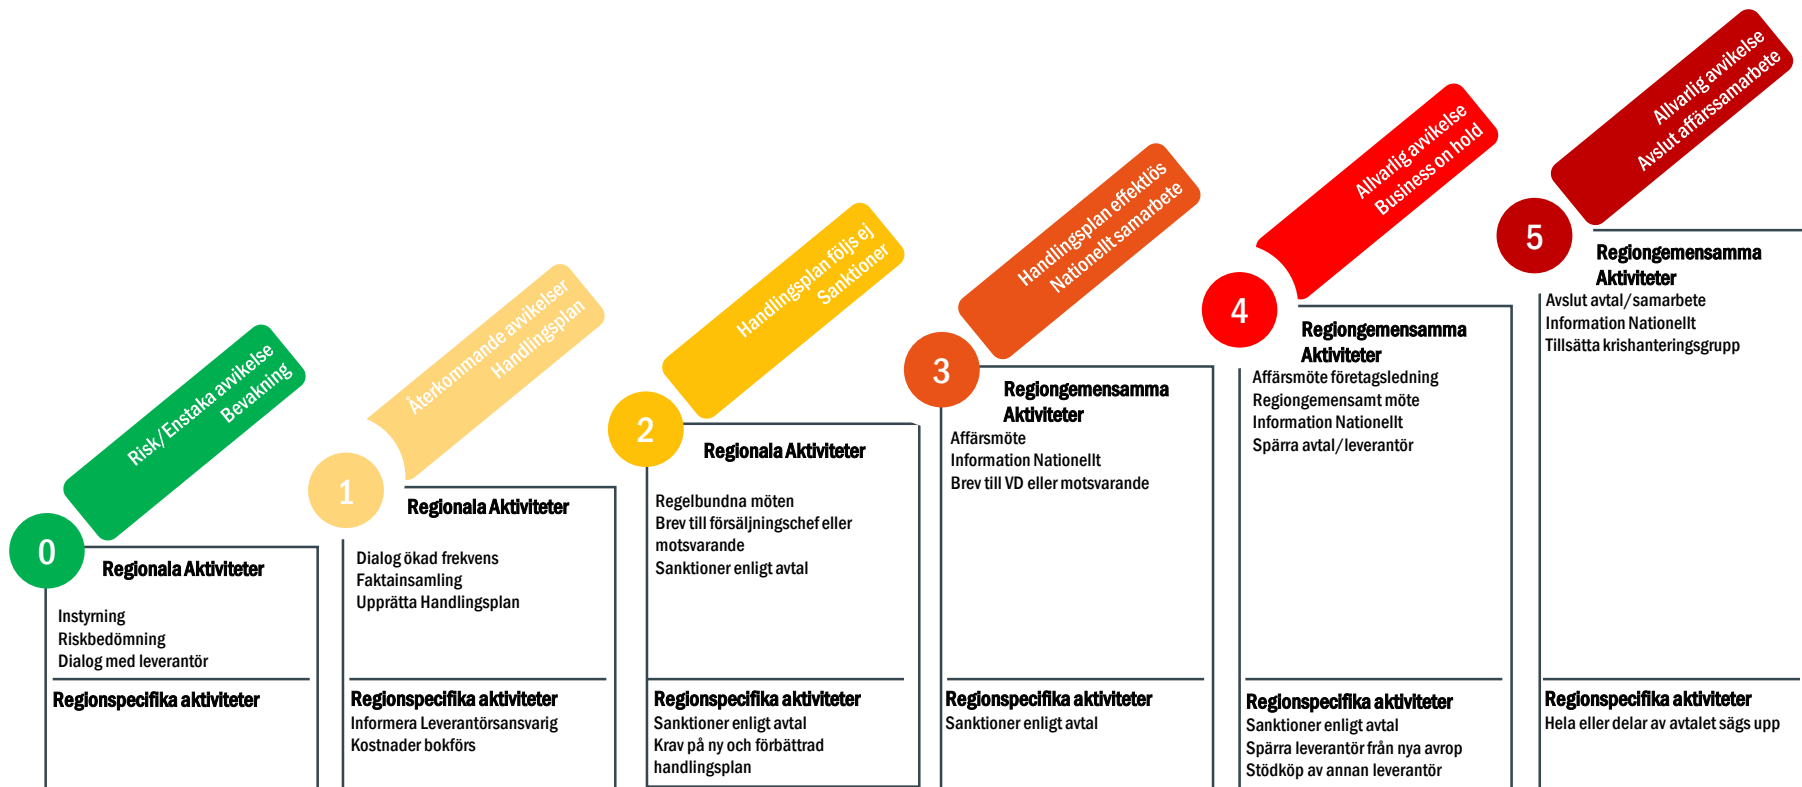 Risk/Enstaka avvikelse
Bevakning
0
Regionala Aktiviteter
Instyrning
Riskbedömning
Dialog med leverantör
Regionspecifika aktiviteter
Återkommande avvikelser
Handlingsplan
1
Regionala Aktiviteter
Dialog ökad frekvens
Faktainsamling
Upprätta Handlingsplan
Regionspecifika aktiviteter
Informera Leverantörsansvarig
Kostnader bokförs
Handlingsplan följs ej
Sanktioner
2
Regionala Aktiviteter
Regelbundna möten
Brev till försäljningschef eller
motsvarande
Sanktioner enligt avtal
Regionspecifika aktiviteter
Sanktioner enligt avtal
Krav på ny och förbättrad
handlingsplan
Handlingsplan effektlös
Nationellt samarbete
3
Regiongemensamma
Aktiviteter
Affärsmöte
Information Nationellt
Brev till VD eller motsvarande
Regionspecifika aktiviteter
Sanktioner enligt avtal
Allvarlig avvikelse
Business on hold
4
Regiongemensamma
Aktiviteter
Affärsmöte företagsledning
Regiongemensamt möte
Information Nationellt
Spärra avtal/leverantör
Regionspecifika aktiviteter
Sanktioner enligt avtal
Spärra leverantör från nya avrop
Stödköp av annan leverantör
Allvarlig avvikelse
Avslut affärssamarbete
5
Regiongemensamma
Aktiviteter
Avslut avtal/samarbete
Information Nationellt
Tillsätta krishanteringsgrupp
Regionspecifika aktiviteter
Hela eller delar av avtalet sägs upp